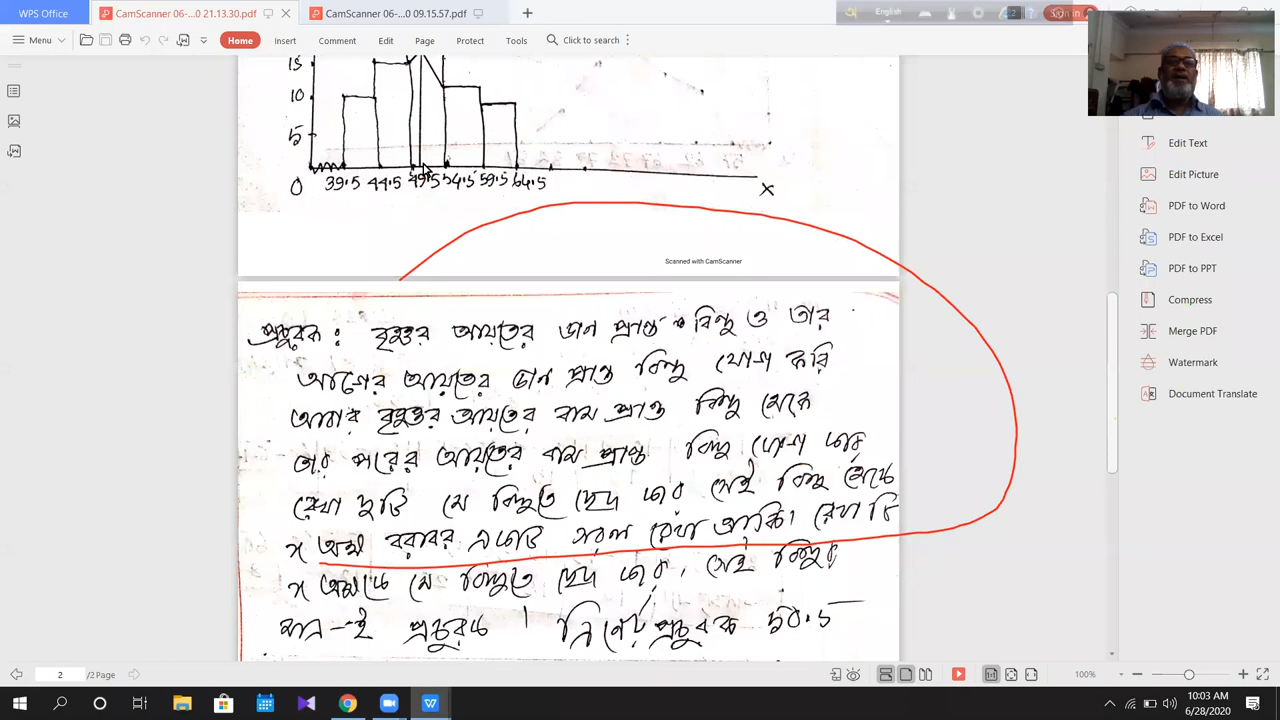 WPS Office
CamScanner 06-...0 21.13.30)pdf
CamScanner 06-...0 09.15.57)pdf
English
Sign in
Menu
Home Insert Comment Edit Page Protect Tools Click to search
15
10
5
0 39.5 44.5 49.5 54.5 59.5 64.5 X
Scanned with CamScanner
প্রচুরক : বৃহত্তর আয়তের ডান প্রান্ত বিন্দু ও তার
আগের আয়তের ডান প্রান্ত বিন্দু যোগ করি
আবার বৃহত্তর আয়তের বাম প্রান্ত বিন্দু থেকে
তার পরের আয়তের বাম প্রান্ত বিন্দু যোগ করে
রেখা দুটি যে বিন্দুতে ছেদ করে সেই বিন্দু থেকে
x অক্ষ বরাবর একটি সরল রেখা আঁকি। রেখা টি
x অক্ষকে যে বিন্দুতে ছেদ করে, সেই বিন্দুর
মান-ই প্রচুরক । নির্ণেয় প্রচুরক
Edit Text
Edit Picture
PDF to Word
PDF to Excel
PDF to PPT
Compress
Merge PDF
Watermark
Document Translate
2 /2 Page
100%
10:03 AM
6/28/2020